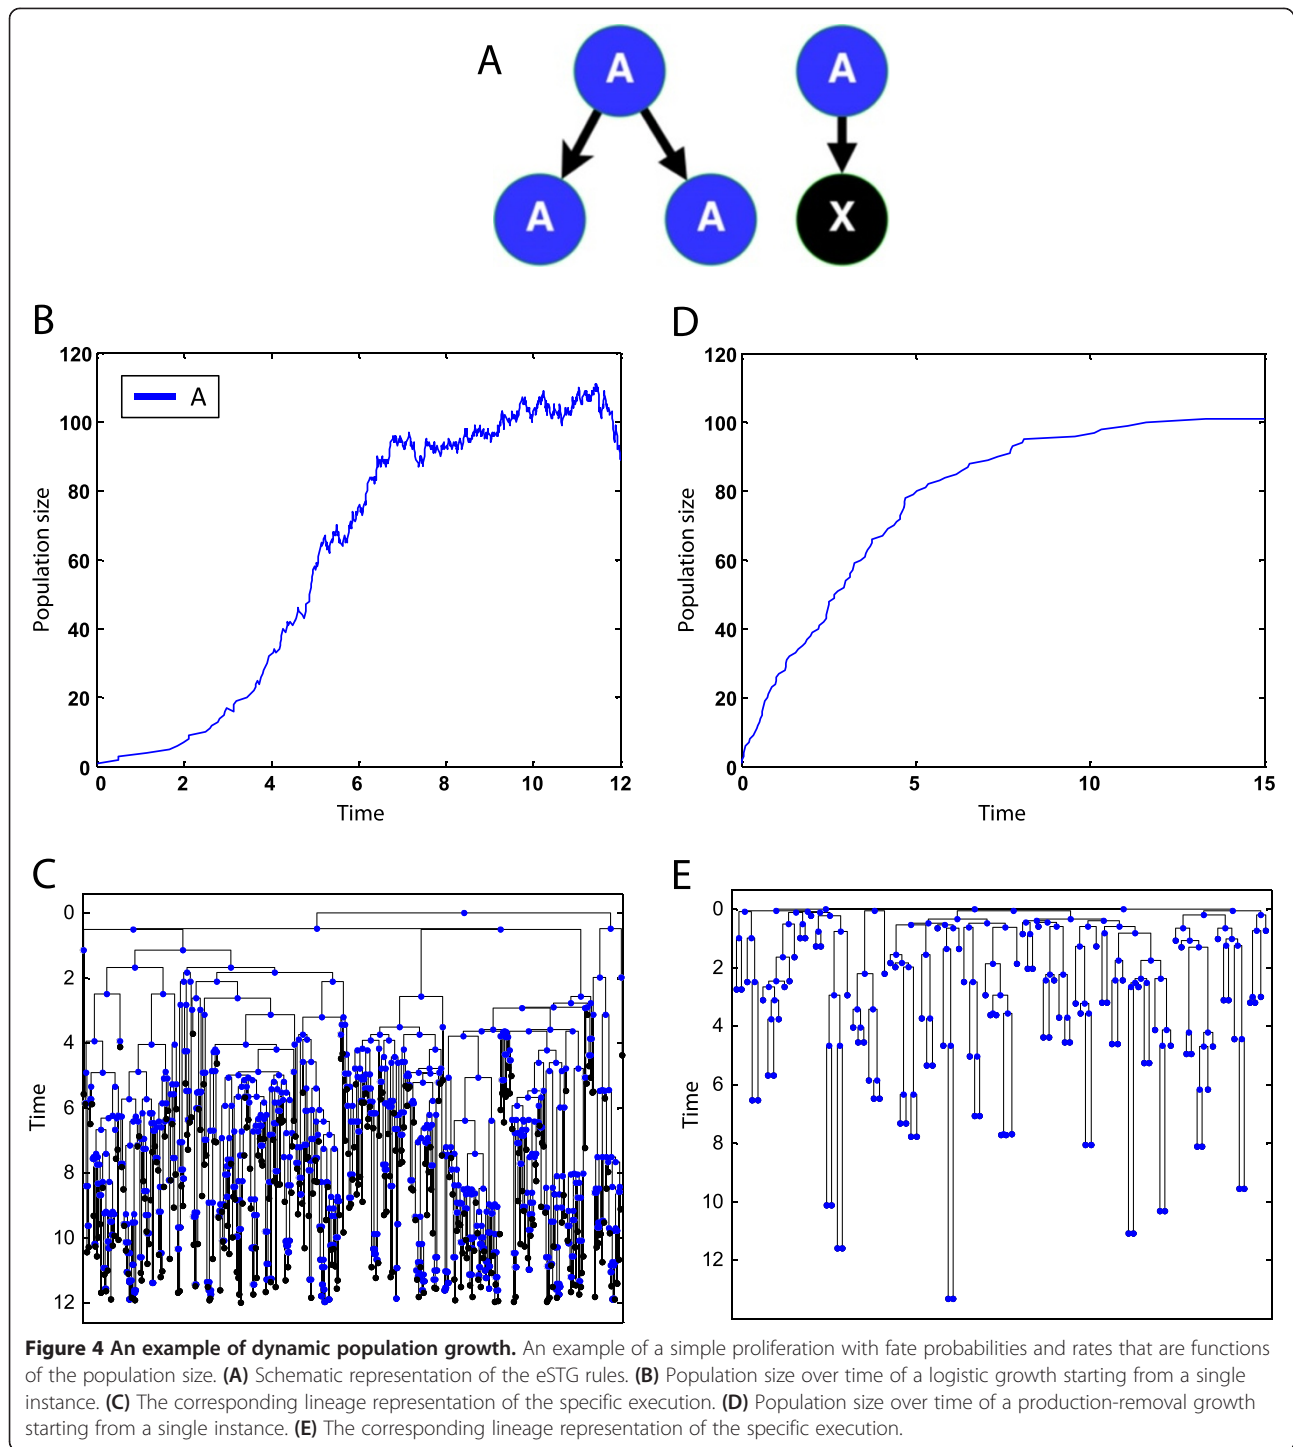 A
A
A
A
A
A
X
B
120
100
80
60
40
20
0
Population size
A
0
2
4
6
8
10
12
Time
D
120
100
80
60
40
20
0
Population size
0
5
10
15
Time
C
0
2
4
6
8
10
12
Time
E
0
2
4
6
8
10
12
Time
Figure 4 An example of dynamic population growth. An example of a simple proliferation with fate probabilities and rates that are functions
of the population size. (A) Schematic representation of the eSTG rules. (B) Population size over time of a logistic growth starting from a single
instance. (C) The corresponding lineage representation of the specific execution. (D) Population size over time of a production-removal growth
starting from a single instance. (E) The corresponding lineage representation of the specific execution.